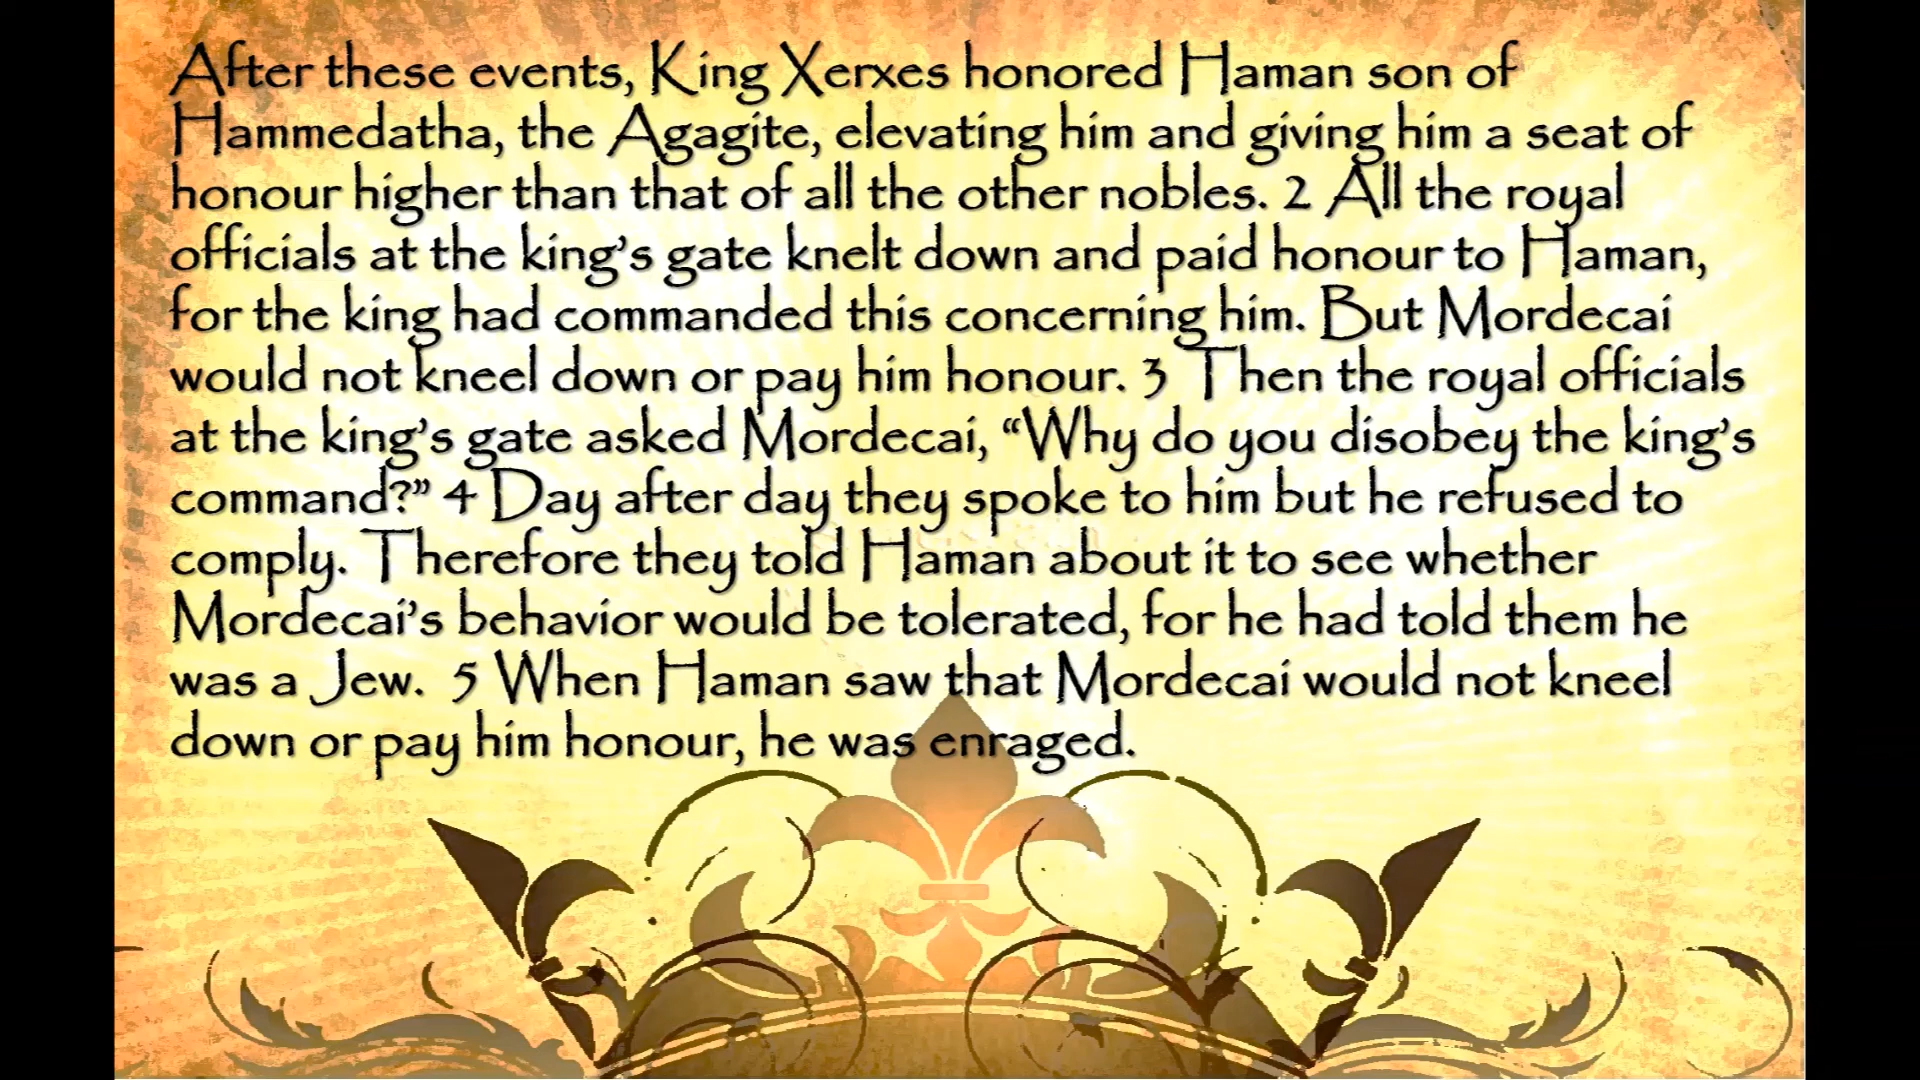 After these events, King Xerxes honored Haman son of
Hammedatha, the Agagite, elevating him and giving him a seat of
honour higher than that of all the other nobles. 2 All the royal
officials at the king's gate knelt down and paid honour to Haman,
for the king had commanded this concerning him. But Mordecai
would not kneel down or pay him honour. 3 Then the royal officials
at the king's gate asked Mordecai, “Why do you disobey the king's
command?” 4 Day after day they spoke to him but he refused to
comply. Therefore they told Haman about it to see whether
Mordecai's behavior would be tolerated, for he had told them he
was a Jew. 5 When Haman saw that Mordecai would not kneel
down or pay him honour, he was enraged.